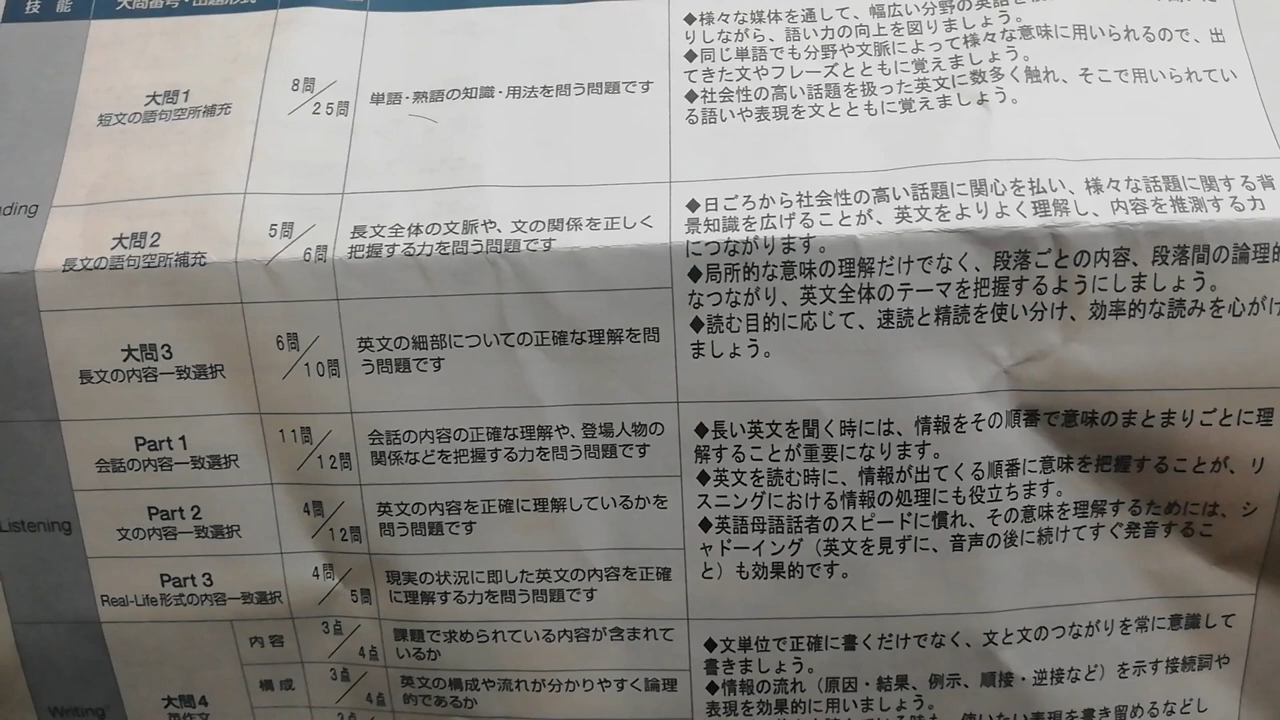 技 能
大問番号・出題形式
◆様々な媒体を通して、幅広い分野の英語を
りしながら、語い力の向上を図りましょう。
◆同じ単語でも分野や文脈によって様々な意味に用いられるので、出
てきた文やフレーズとともに覚えましょう。
◆社会性の高い話題を扱った英文に数多く触れ、そこで用いられてい
る語いや表現を文とともに覚えましょう。
大問1
短文の語句空所補充
8問/25問
単語・熟語の知識・用法を問う問題です
ding
大問2
長文の語句空所補充
5問/6問
長文全体の文脈や、文の関係を正しく
把握する力を問う問題です
◆日ごろから社会性の高い話題に関心を払い、様々な話題に関する背
景知識を広げることが、英文をよりよく理解し、内容を推測する力
につながります。
◆局所的な意味の理解だけでなく、段落ごとの内容、段落間の論理的
なつながり、英文全体のテーマを把握するようにしましょう。
◆読む目的に応じて、速読と精読を使い分け、効率的な読みを心がけ
ましょう。
大問3
長文の内容一致選択
6問/10問
英文の細部についての正確な理解を問
う問題です
Listening
Part 1
会話の内容一致選択
11問/12問
会話の内容の正確な理解や、登場人物の
関係などを把握する力を問う問題です
◆長い英文を聞く時には、情報をその順番で意味のまとまりごとに理
解することが重要になります。
◆英文を読む時に、情報が出てくる順番に意味を把握することが、リ
スニングにおける情報の処理にも役立ちます。
◆英語母語話者のスピードに慣れ、その意味を理解するためには、シ
ャドーイング（英文を見ずに、音声の後に続けてすぐ発音するこ
と）も効果的です。
Part 2
文の内容一致選択
4問/12問
英文の内容を正確に理解しているかを
問う問題です
Part 3
Real-Life形式の内容一致選択
4問/5問
現実の状況に即した英文の内容を正確
に理解する力を問う問題です
Writing
大問4
英作文
内 容
3点/4点
課題で求められている内容が含まれて
いるか
構 成
3点/4点
英文の構成や流れが分かりやすく論理
的であるか
◆文単位で正確に書くだけでなく、文と文のつながりを常に意識して
書きましょう。
◆情報の流れ（原因・結果、例示、順接・逆接など）を示す接続詞や
表現を効果的に用いましょう。
使いたい表現を書き留めるなどし